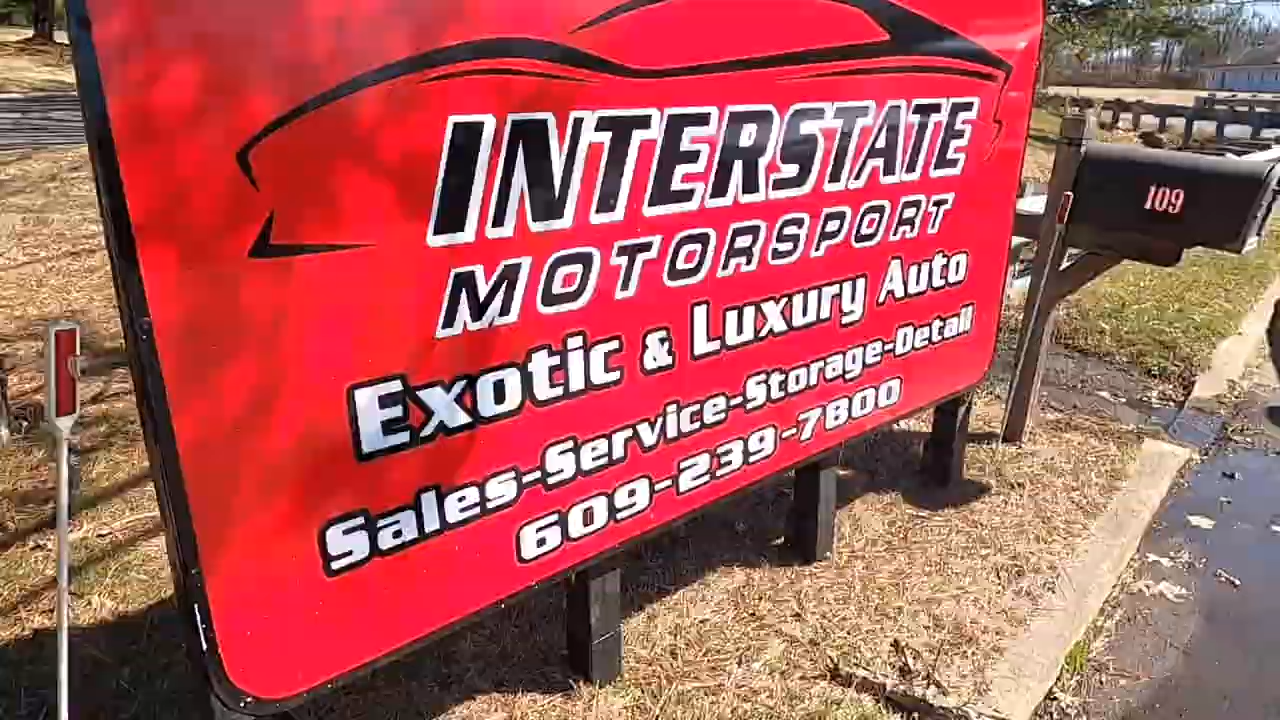 INTERSTATE
MOTORSPORT
Exotic & Luxury Auto
Sales-Service-Storage-Detail
609-239-7800
109